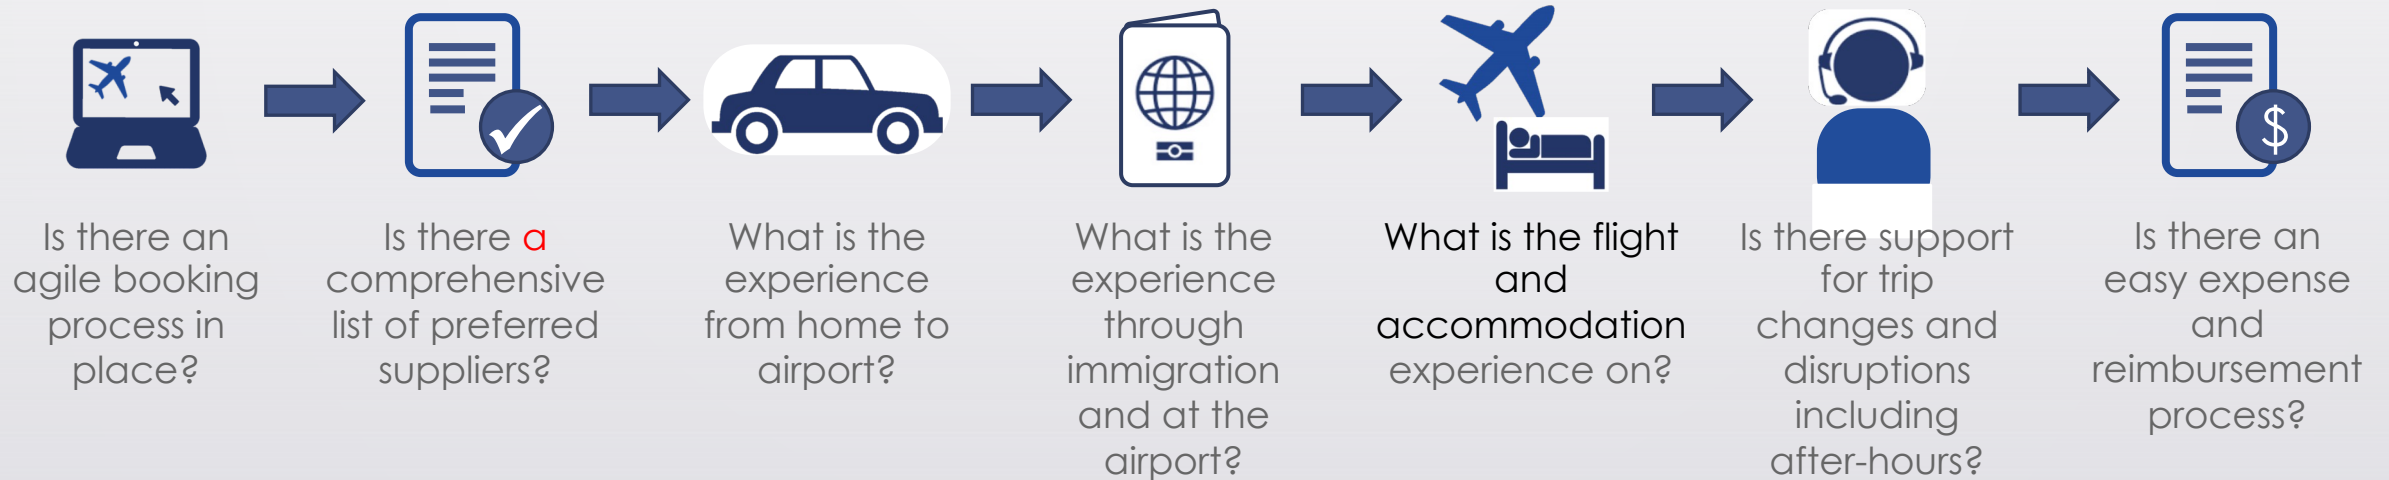 Is there an
agile booking
process in
place?
Is there a
comprehensive
list of preferred
suppliers?
What is the
experience
from home to
airport?
What is the
experience
through
immigration
and at the
airport?
What is the flight
and
accommodation
experience on?
Is there support
for trip
changes and
disruptions
including
after-hours?
$
Is there an
easy expense
and
reimbursement
process?